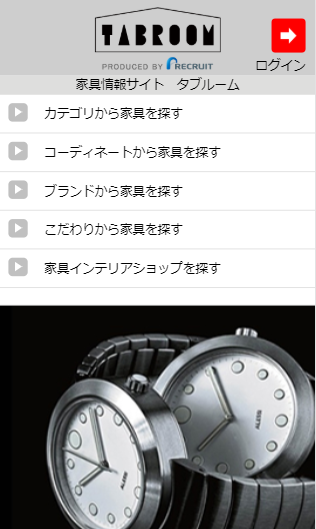 TABROOM
PRODUCED BY RECRUIT
ログイン
家具情報サイト　タブルーム
カテゴリから家具を探す
コーディネートから家具を探す
ブランドから家具を探す
こだわりから家具を探す
家具インテリアショップを探す
ALESSI
ALESSI